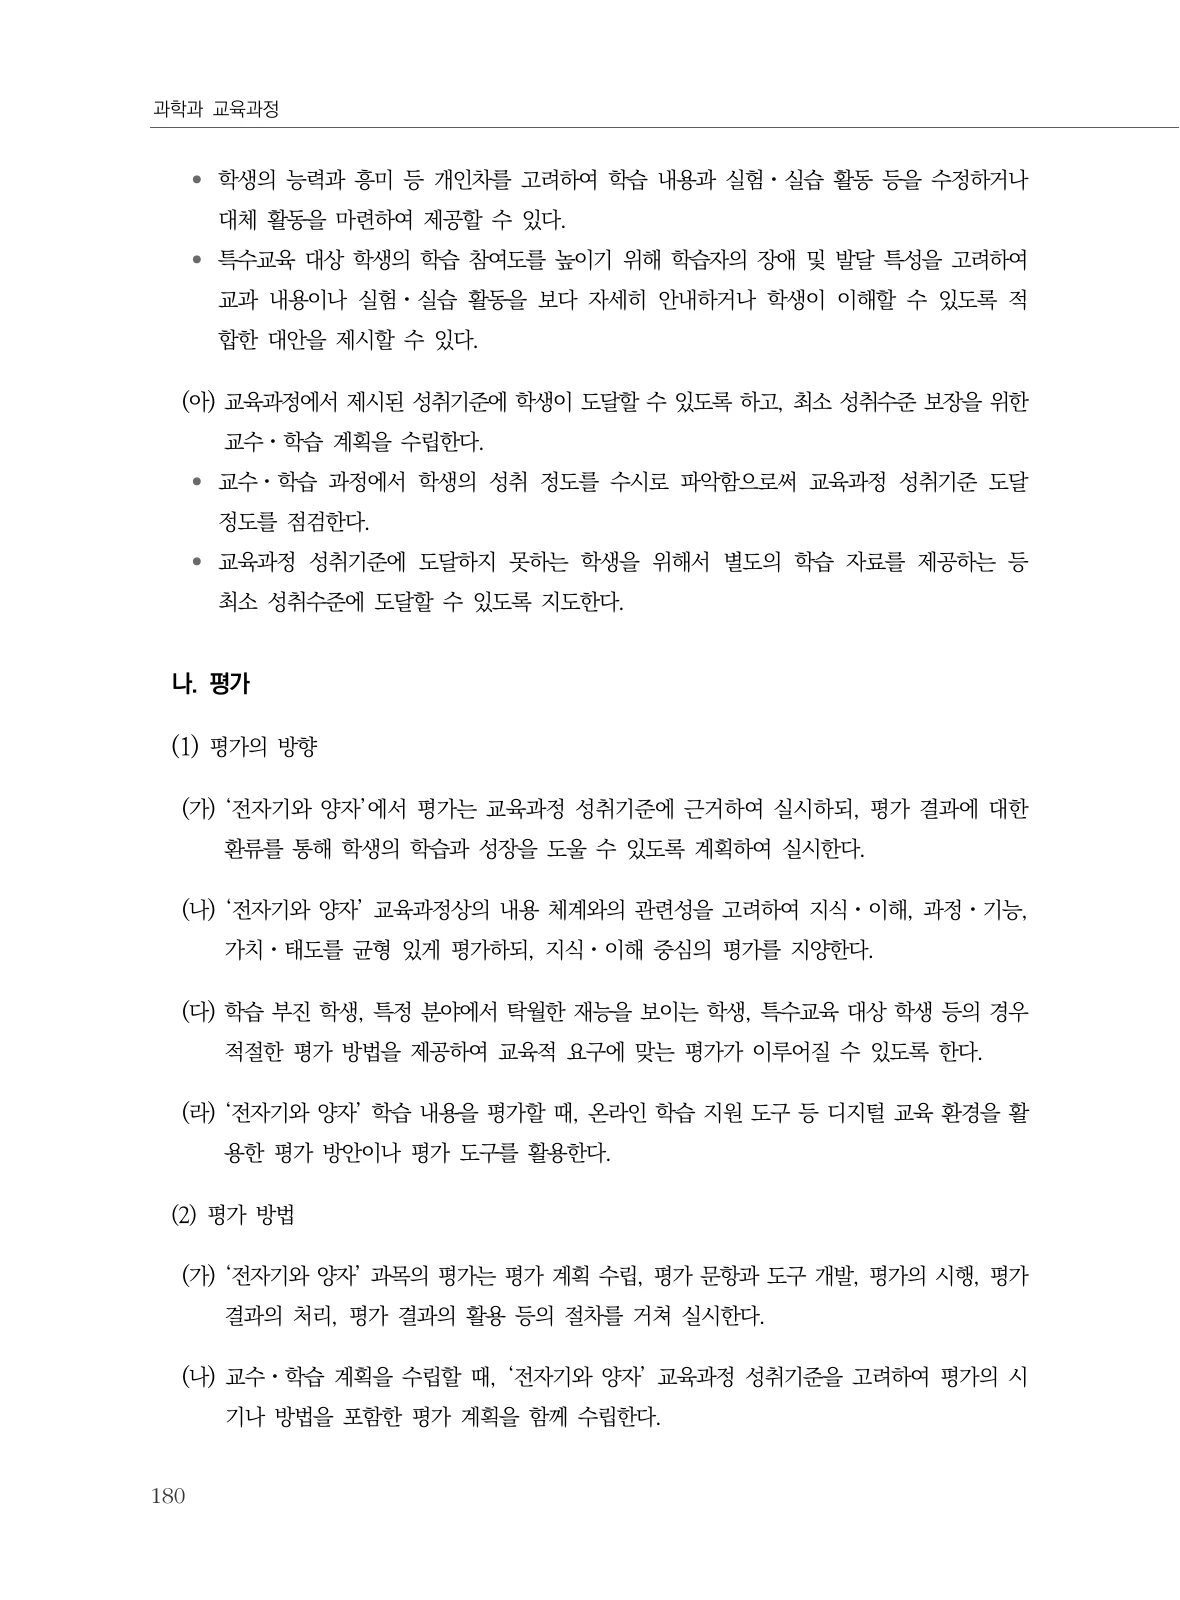 과학과 교육과정
• 학생의 능력과 흥미 등 개인차를 고려하여 학습 내용과 실험·실습 활동 등을 수정하거나
대체 활동을 마련하여 제공할 수 있다.
• 특수교육 대상 학생의 학습 참여도를 높이기 위해 학습자의 장애 및 발달 특성을 고려하여
교과 내용이나 실험·실습 활동을 보다 자세히 안내하거나 학생이 이해할 수 있도록 적
합한 대안을 제시할 수 있다.
(아) 교육과정에서 제시된 성취기준에 학생이 도달할 수 있도록 하고, 최소 성취수준 보장을 위한
교수·학습 계획을 수립한다.
• 교수·학습 과정에서 학생의 성취 정도를 수시로 파악함으로써 교육과정 성취기준 도달
정도를 점검한다.
• 교육과정 성취기준에 도달하지 못하는 학생을 위해서 별도의 학습 자료를 제공하는 등
최소 성취수준에 도달할 수 있도록 지도한다.
나. 평가
(1) 평가의 방향
(가) ‘전자기와 양자’에서 평가는 교육과정 성취기준에 근거하여 실시하되, 평가 결과에 대한
환류를 통해 학생의 학습과 성장을 도울 수 있도록 계획하여 실시한다.
(나) ‘전자기와 양자’ 교육과정상의 내용 체계와의 관련성을 고려하여 지식·이해, 과정·기능,
가치·태도를 균형 있게 평가하되, 지식·이해 중심의 평가를 지양한다.
(다) 학습 부진 학생, 특정 분야에서 탁월한 재능을 보이는 학생, 특수교육 대상 학생 등의 경우
적절한 평가 방법을 제공하여 교육적 요구에 맞는 평가가 이루어질 수 있도록 한다.
(라) ‘전자기와 양자’ 학습 내용을 평가할 때, 온라인 학습 지원 도구 등 디지털 교육 환경을 활
용한 평가 방안이나 평가 도구를 활용한다.
(2) 평가 방법
(가) ‘전자기와 양자’ 과목의 평가는 평가 계획 수립, 평가 문항과 도구 개발, 평가의 시행, 평가
결과의 처리, 평가 결과의 활용 등의 절차를 거쳐 실시한다.
(나) 교수·학습 계획을 수립할 때, ‘전자기와 양자’ 교육과정 성취기준을 고려하여 평가의 시
기나 방법을 포함한 평가 계획을 함께 수립한다.
180